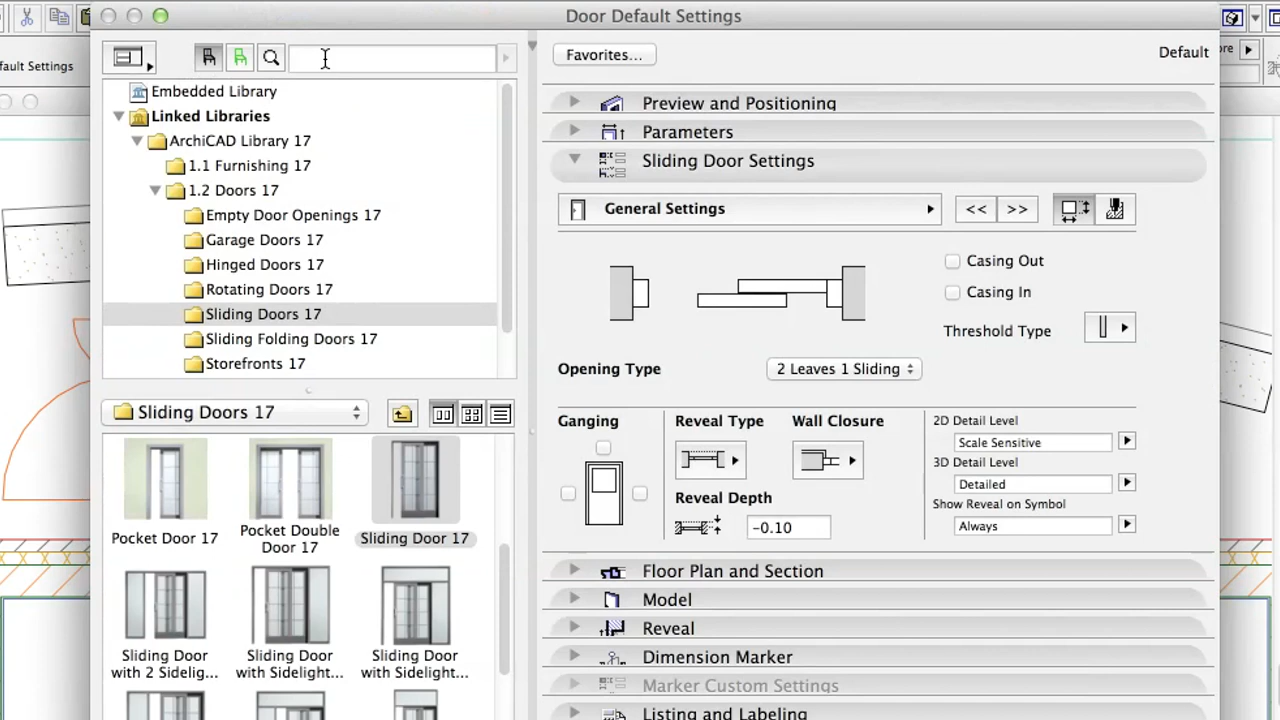 Door Default Settings
fault Settings
Favorites...
Default
ore
Embedded Library
Linked Libraries
ArchiCAD Library 17
1.1 Furnishing 17
1.2 Doors 17
Empty Door Openings 17
Garage Doors 17
Hinged Doors 17
Rotating Doors 17
Sliding Doors 17
Sliding Folding Doors 17
Storefronts 17
Sliding Doors 17
Pocket Door 17
Pocket Double
Door 17
Sliding Door 17
Sliding Door
with 2 Sidelig...
Sliding Door
with Sidelight...
Sliding Door
with Sidelight...
Preview and Positioning
Parameters
Sliding Door Settings
General Settings
<<
>>
Casing Out
Casing In
Threshold Type
Opening Type
2 Leaves 1 Sliding
Ganging
Reveal Type
Wall Closure
Reveal Depth
-0.10
2D Detail Level
Scale Sensitive
3D Detail Level
Detailed
Show Reveal on Symbol
Always
Floor Plan and Section
Model
Reveal
Dimension Marker
Marker Custom Settings
Listing and Labeling